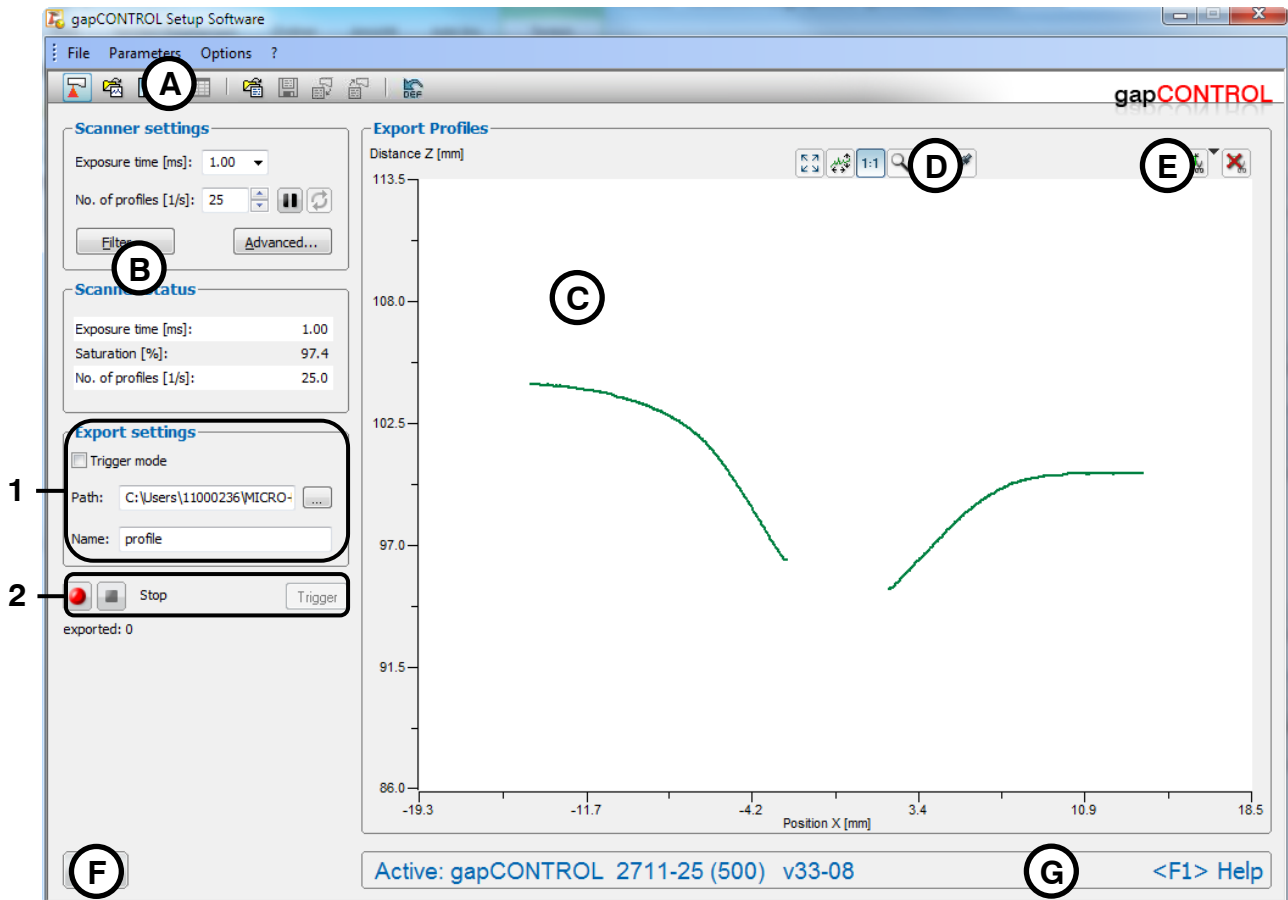 gapCONTROL Setup Software
File Parameters Options ?
A
DEF
gapCONTROL
Scanner settings
Exposure time [ms]: 1.00
No. of profiles [1/s]: 25
Advanced...
B
Scanner status
Exposure time [ms]: 1.00
Saturation [%]: 97.4
No. of profiles [1/s]: 25.0
1
Export settings
Trigger mode
Path: C:\Users\11000236\MICRO- ...
Name: profile
2
Stop Trigger
exported: 0
Export Profiles
Distance Z [mm]
1:1
D
E
113.5
C
108.0
102.5
97.0
91.5
86.0
-19.3 -11.7 -4.2 3.4 10.9 18.5
Position X [mm]
F
Active: gapCONTROL 2711-25 (500) v33-08 G <F1> Help